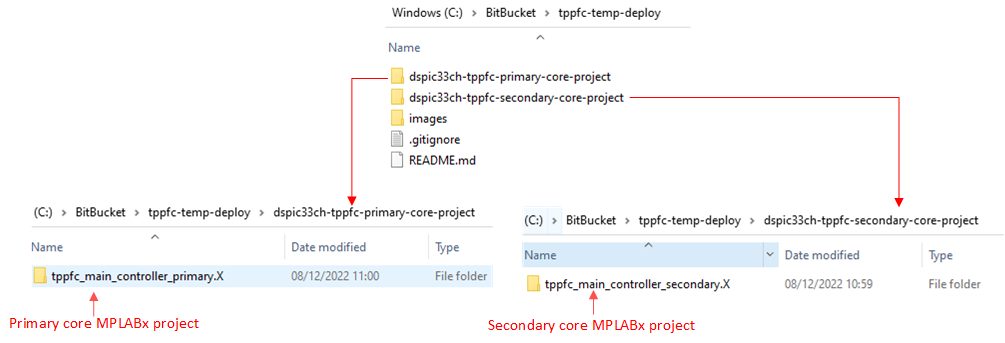 Windows (C:) > BitBucket > tppfc-temp-deploy
Name
dspic33ch-tppfc-primary-core-project
dspic33ch-tppfc-secondary-core-project
images
.gitignore
README.md
(C:) > BitBucket > tppfc-temp-deploy > dspic33ch-tppfc-primary-core-project
Name Date modified Type
tppfc_main_controller_primary.X 08/12/2022 11:00 File folder
Primary core MPLABx project
(C:) > BitBucket > tppfc-temp-deploy > dspic33ch-tppfc-secondary-core-project
Name Date modified Type
tppfc_main_controller_secondary.X 08/12/2022 10:59 File folder
Secondary core MPLABx project